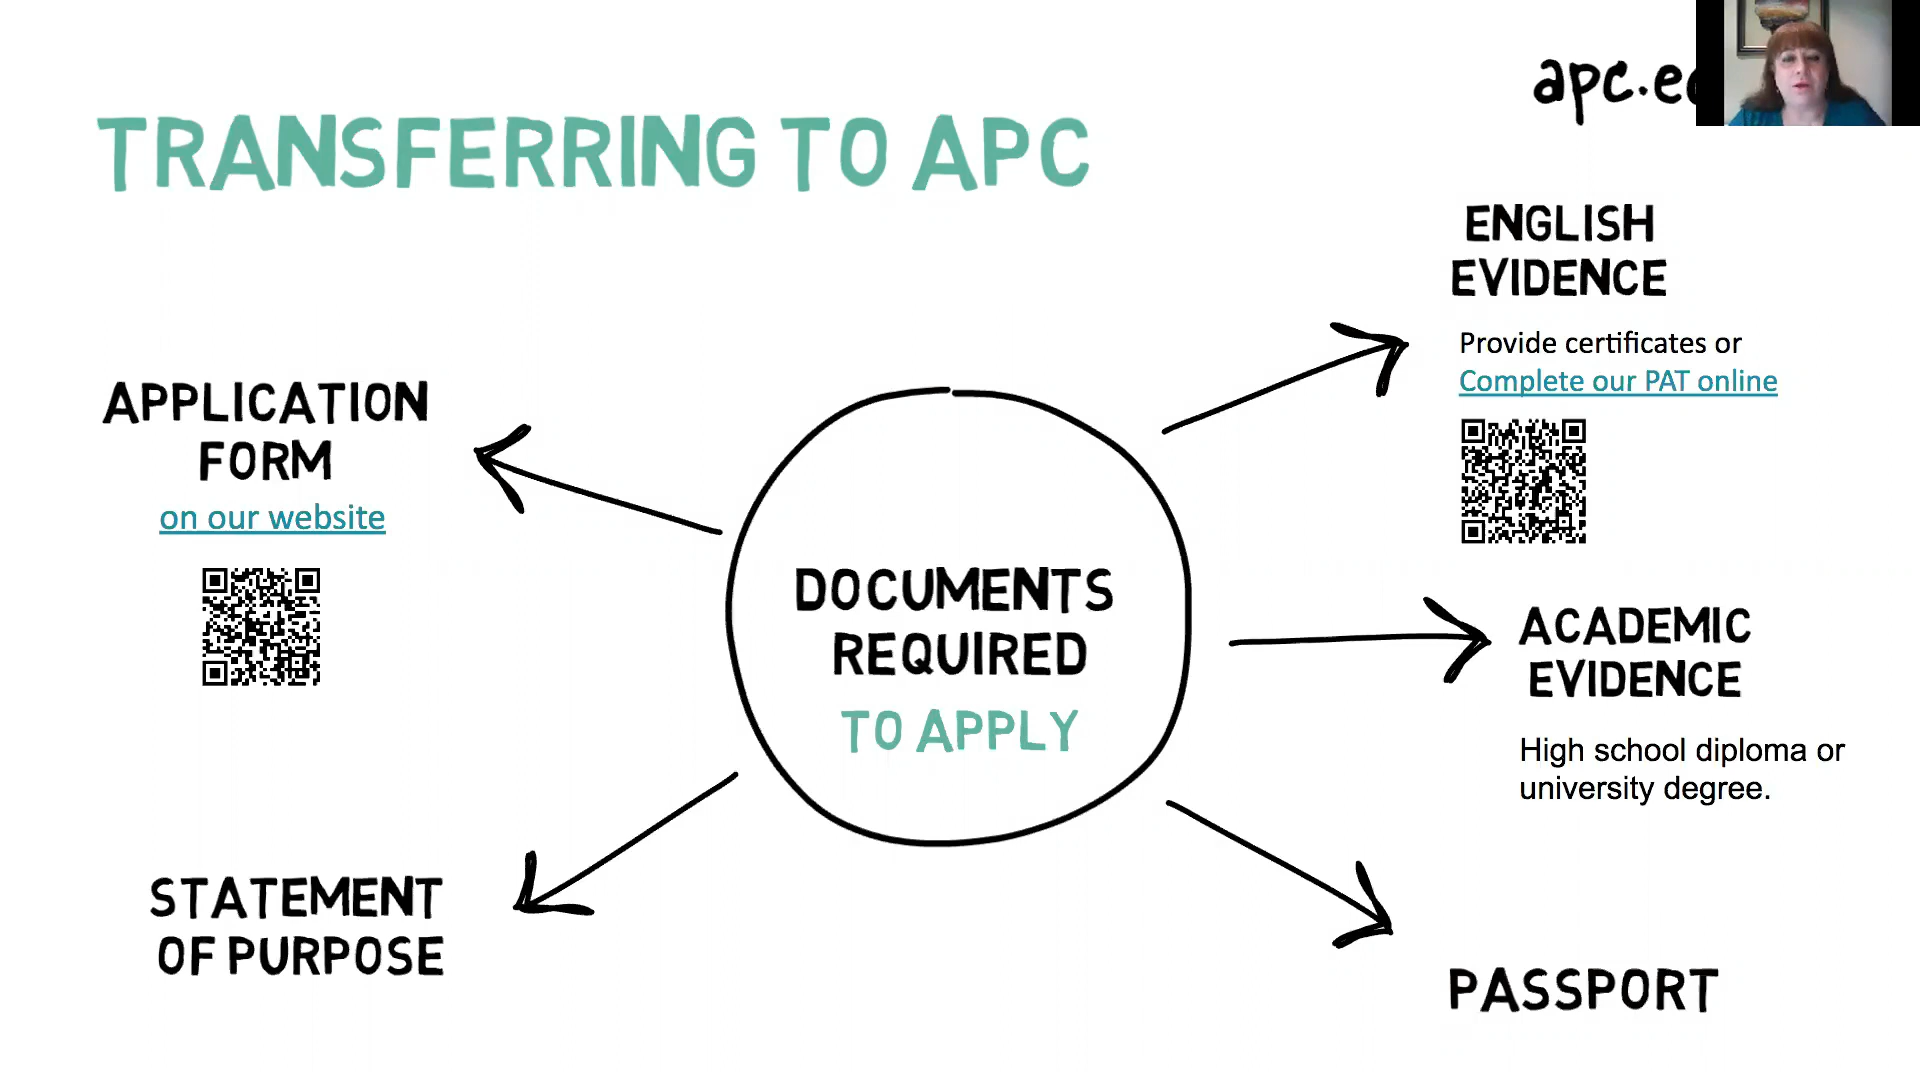 apc.e
TRANSFERRING TO APC
ENGLISH
EVIDENCE
Provide certificates or
Complete our PAT online
APPLICATION
FORM
on our website
DOCUMENTS
REQUIRED
TO APPLY
ACADEMIC
EVIDENCE
High school diploma or
university degree.
STATEMENT
OF PURPOSE
PASSPORT